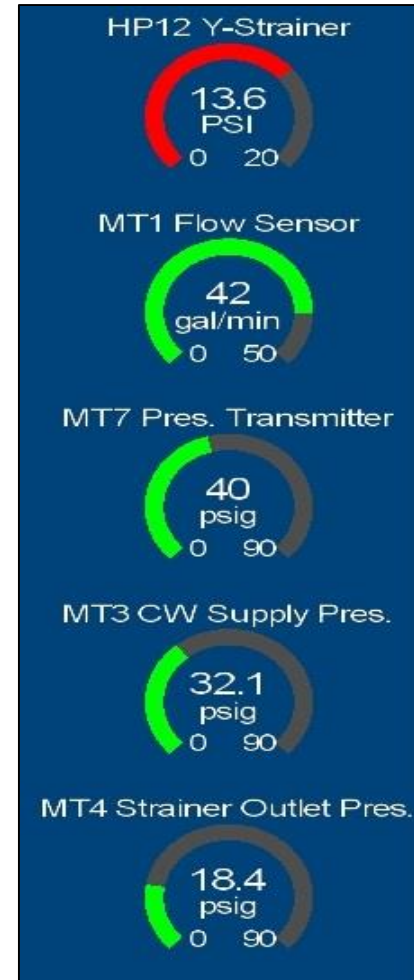 HP12 Y-Strainer
13.6
PSI
0 20
MT1 Flow Sensor
42
gal/min
0 50
MT7 Pres. Transmitter
40
psig
0 90
MT3 CW Supply Pres.
32.1
psig
0 90
MT4 Strainer Outlet Pres.
18.4
psig
0 90